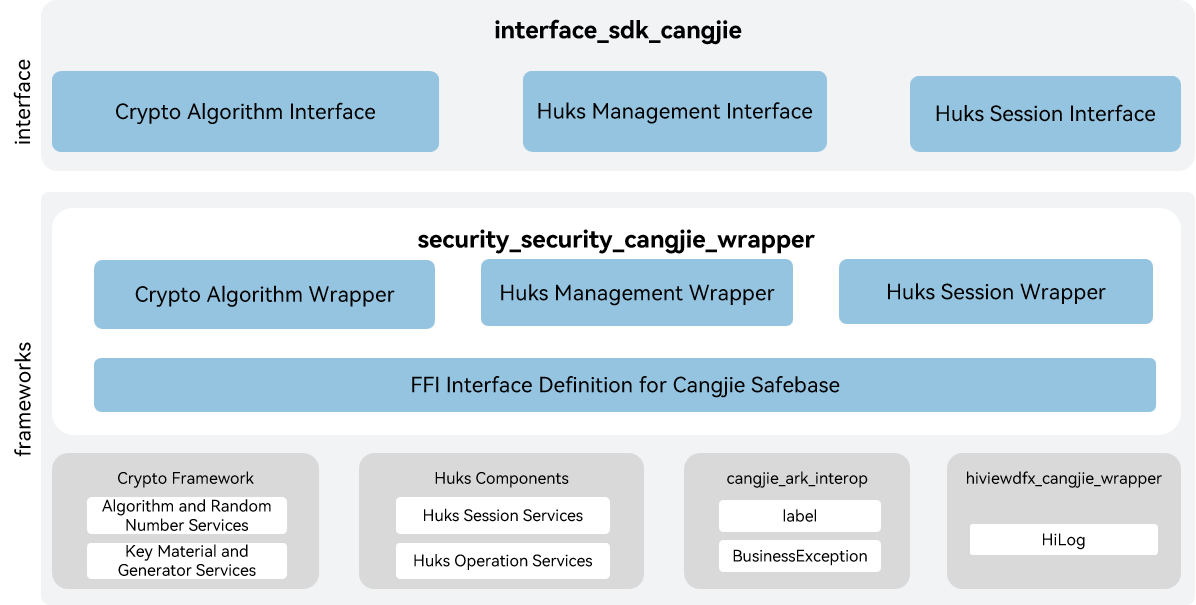 interface_sdk_cangjie
interface
Crypto Algorithm Interface
Huks Management Interface
Huks Session Interface
frameworks
security_security_cangjie_wrapper
Crypto Algorithm Wrapper
Huks Management Wrapper
Huks Session Wrapper
FFI Interface Definition for Cangjie Safebase
Crypto Framework
Algorithm and Random
Number Services
Key Material and
Generator Services
Huks Components
Huks Session Services
Huks Operation Services
cangjie_ark_interop
label
BusinessException
hiviewdfx_cangjie_wrapper
HiLog